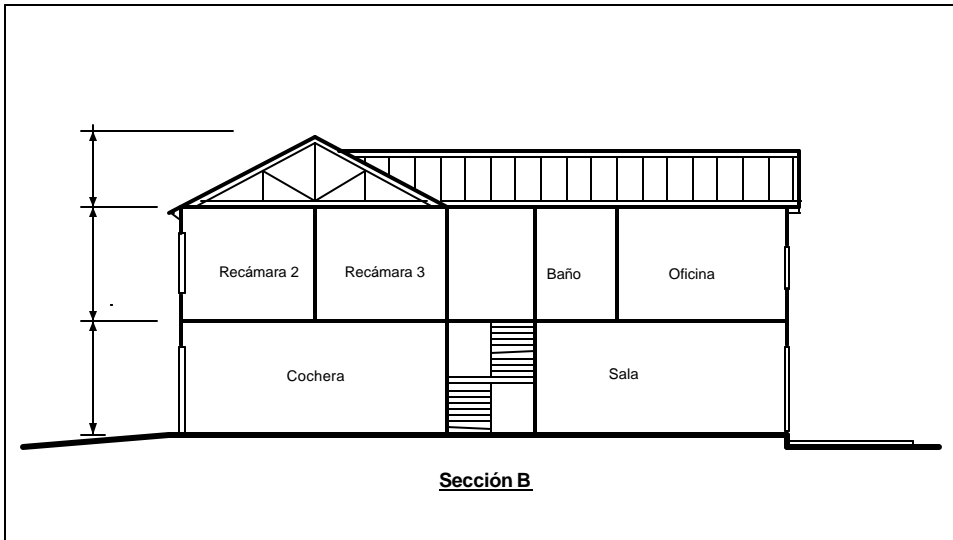 Recámara 2
Recámara 3
Baño
Oficina
Cochera
Sala
Sección B